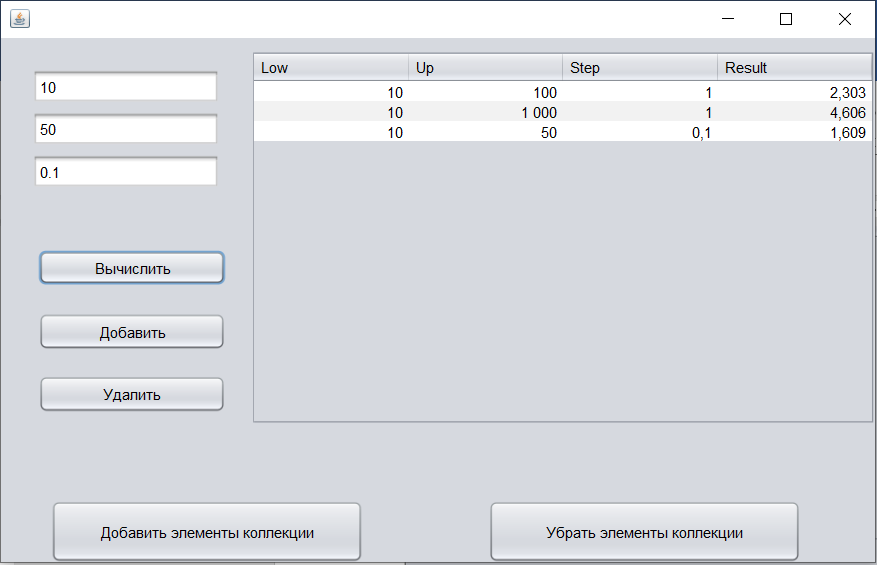 10
50
0.1
Вычислить
Добавить
Удалить
Low Up Step Result
10 100 1 2,303
10 1 000 1 4,606
10 50 0,1 1,609
Добавить элементы коллекции
Убрать элементы коллекции